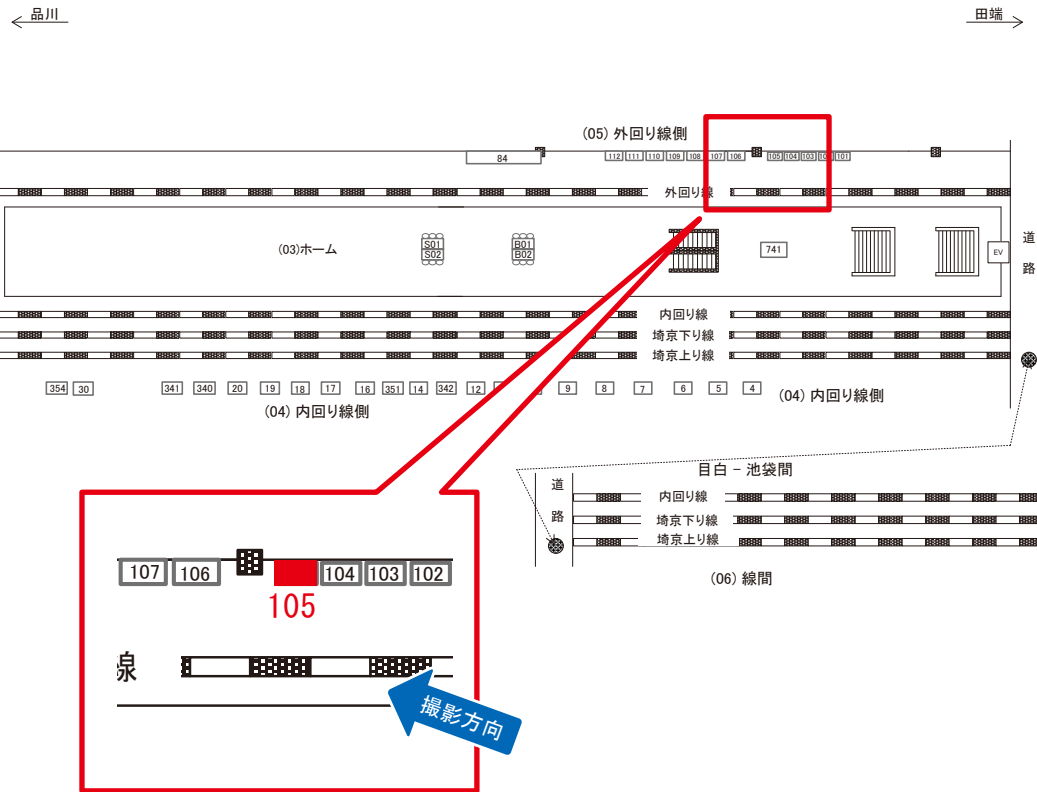 品川
田端
(05) 外回り線側
84
112 111 110 109 108 107 106 105 104 103 102 101
外回り線
(03)ホーム
S01
S02
B01
B02
741
EV
道
路
内回り線
埼京下り線
埼京上り線
354 30 341 340 20 19 18 17 16 351 14 342 12 9 8 7 6 5 4
(04) 内回り線側
(04) 内回り線側
目白 – 池袋間
道
路
内回り線
埼京下り線
埼京上り線
(06) 線間
107 106 104 103 102
105
線
撮影方向